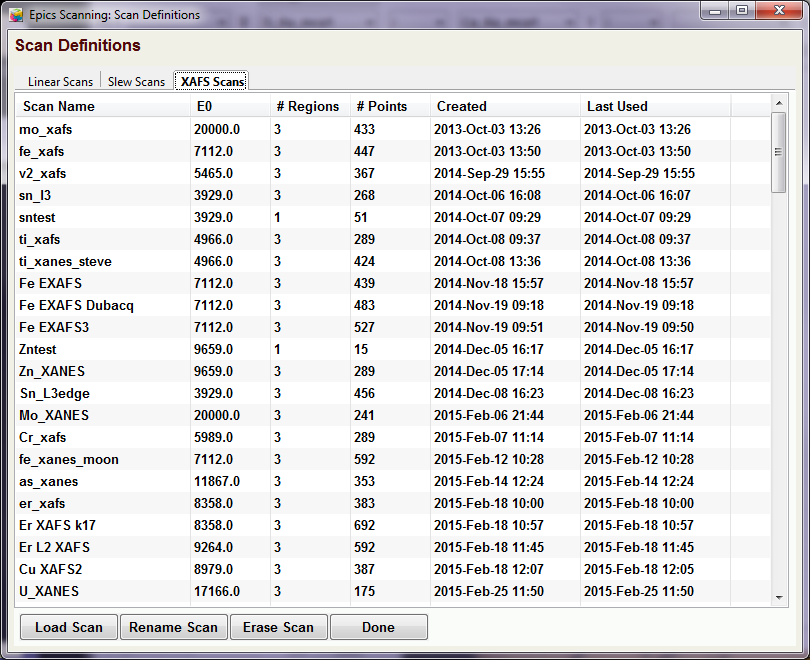 Epics Scanning: Scan Definitions
Scan Definitions
Linear Scans Slew Scans XAFS Scans
Scan Name E0 # Regions # Points Created Last Used
mo_xafs 20000.0 3 433 2013-Oct-03 13:26 2013-Oct-03 13:26
fe_xafs 7112.0 3 447 2013-Oct-03 13:50 2013-Oct-03 13:50
v2_xafs 5465.0 3 367 2014-Sep-29 15:55 2014-Sep-29 15:55
sn_l3 3929.0 3 268 2014-Oct-06 16:08 2014-Oct-06 16:07
sntest 3929.0 1 51 2014-Oct-07 09:29 2014-Oct-07 09:29
ti_xafs 4966.0 3 289 2014-Oct-08 09:37 2014-Oct-08 09:37
ti_xanes_steve 4966.0 3 424 2014-Oct-08 13:36 2014-Oct-08 13:36
Fe EXAFS 7112.0 3 439 2014-Nov-18 15:57 2014-Nov-18 15:57
Fe EXAFS Dubacq 7112.0 3 483 2014-Nov-19 09:18 2014-Nov-19 09:18
Fe EXAFS3 7112.0 3 527 2014-Nov-19 09:51 2014-Nov-19 09:50
Zntest 9659.0 1 15 2014-Dec-05 16:17 2014-Dec-05 16:17
Zn_XANES 9659.0 3 289 2014-Dec-05 17:14 2014-Dec-05 17:14
Sn_L3edge 3929.0 3 456 2014-Dec-08 16:23 2014-Dec-08 16:23
Mo_XANES 20000.0 3 241 2015-Feb-06 21:44 2015-Feb-06 21:44
Cr_xafs 5989.0 3 289 2015-Feb-07 11:14 2015-Feb-07 11:14
fe_xanes_moon 7112.0 3 592 2015-Feb-12 10:28 2015-Feb-12 10:28
as_xanes 11867.0 3 353 2015-Feb-14 12:24 2015-Feb-14 12:24
er_xafs 8358.0 3 383 2015-Feb-18 10:00 2015-Feb-18 10:00
Er XAFS k17 8358.0 3 692 2015-Feb-18 10:57 2015-Feb-18 10:57
Er L2 XAFS 9264.0 3 592 2015-Feb-18 11:45 2015-Feb-18 11:45
Cu XAFS2 8979.0 3 387 2015-Feb-18 12:07 2015-Feb-18 12:05
U_XANES 17166.0 3 175 2015-Feb-25 11:50 2015-Feb-25 11:50
Load Scan Rename Scan Erase Scan Done